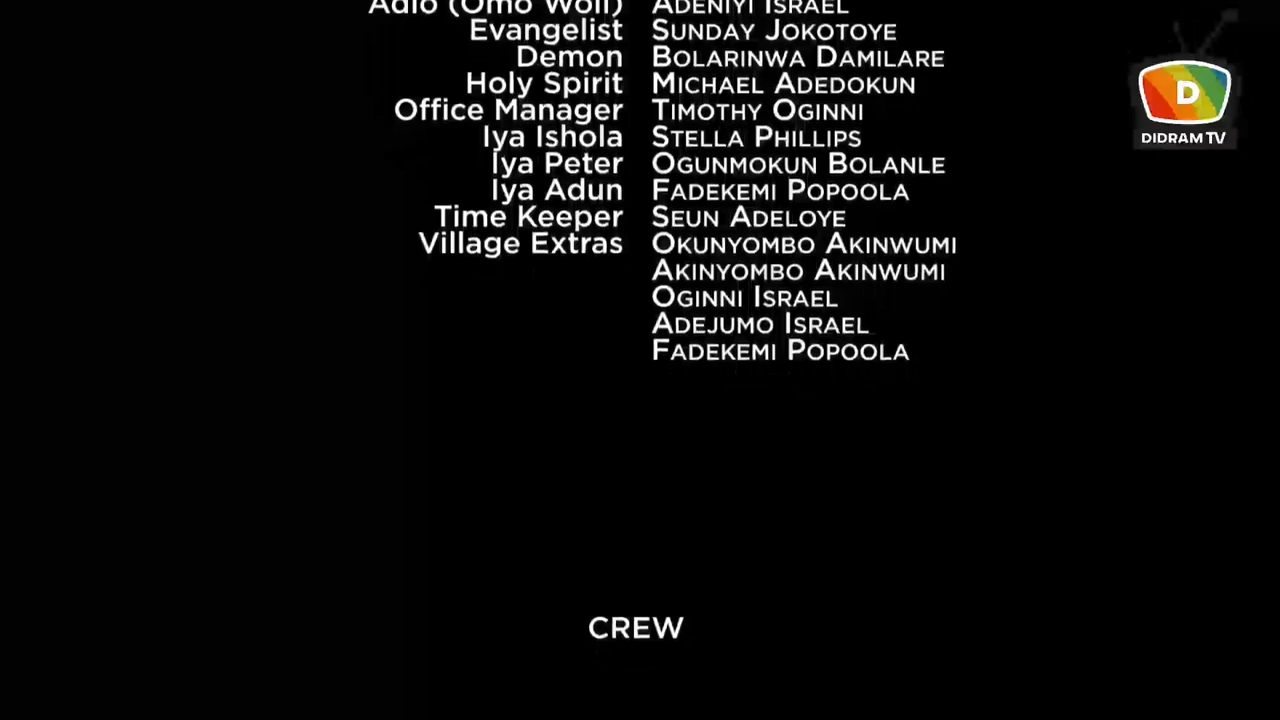 Adio (Omo Woli) ADENIYI ISRAEL
Evangelist SUNDAY JOKOTOYE
Demon BOLARINWA DAMILARE
Holy Spirit MICHAEL ADEDOKUN
Office Manager TIMOTHY OGINNI
Iya Ishola STELLA PHILLIPS
Iya Peter OGUNMOKUN BOLANLE
Iya Adun FADEKEMI POPOOLA
Time Keeper SEUN ADELOYE
Village Extras OKUNYOMBO AKINWUMI
AKINYOMBO AKINWUMI
OGINNI ISRAEL
ADEJUMO ISRAEL
FADEKEMI POPOOLA
CREW
D
DIDRAM TV